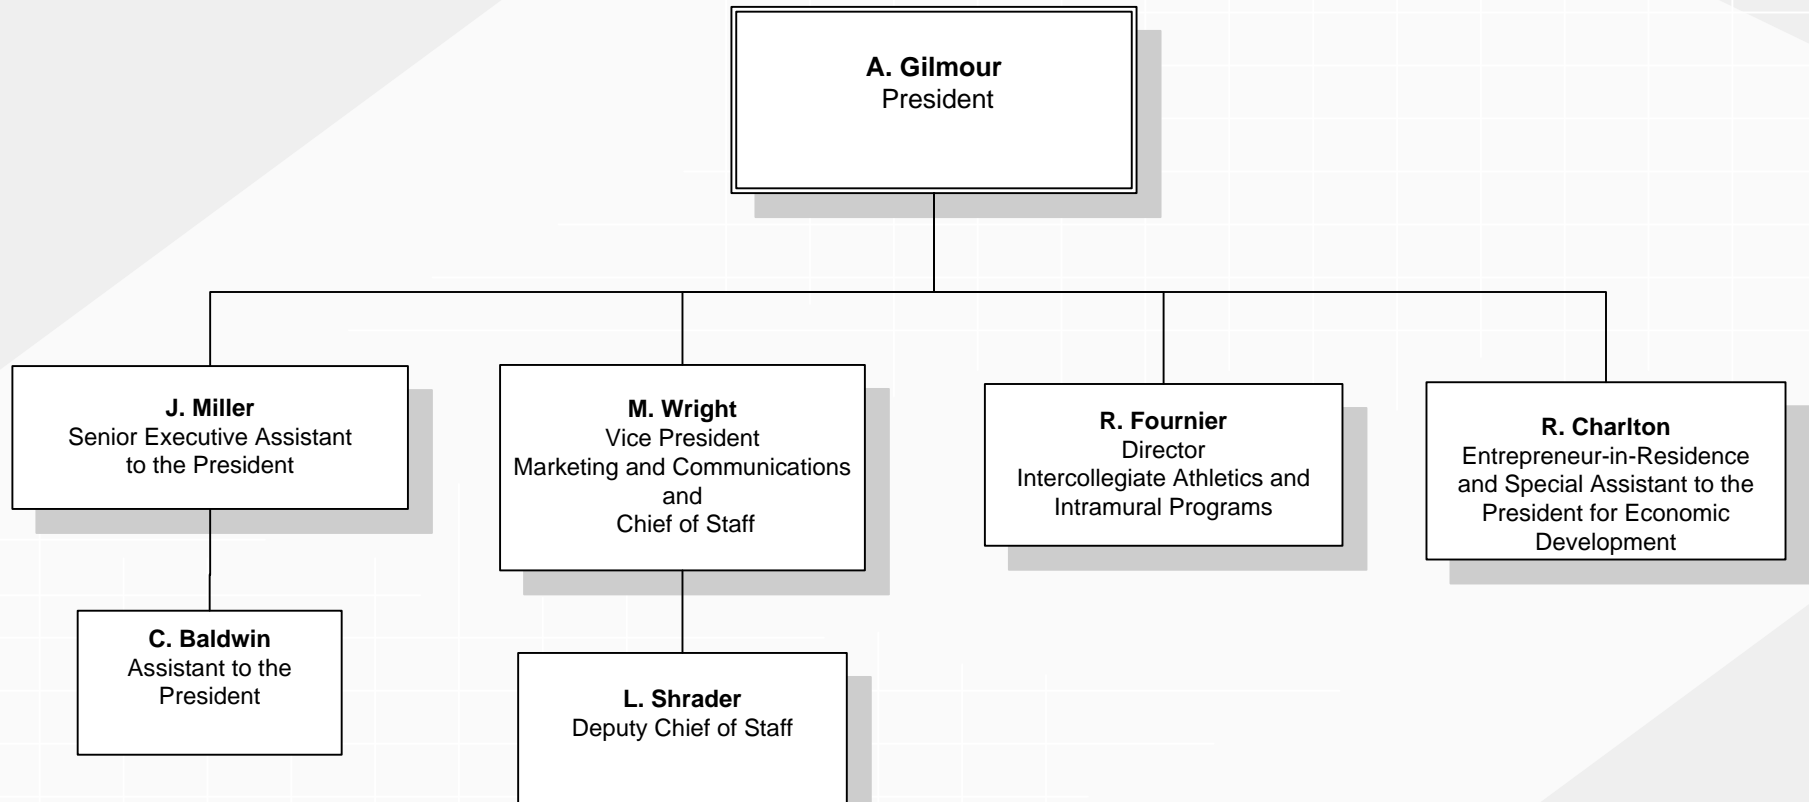 A. Gilmour
President
J. Miller
Senior Executive Assistant
to the President
M. Wright
Vice President
Marketing and Communications
and
Chief of Staff
R. Fournier
Director
Intercollegiate Athletics and
Intramural Programs
R. Charlton
Entrepreneur-in-Residence
and Special Assistant to the
President for Economic
Development
C. Baldwin
Assistant to the
President
L. Shrader
Deputy Chief of Staff